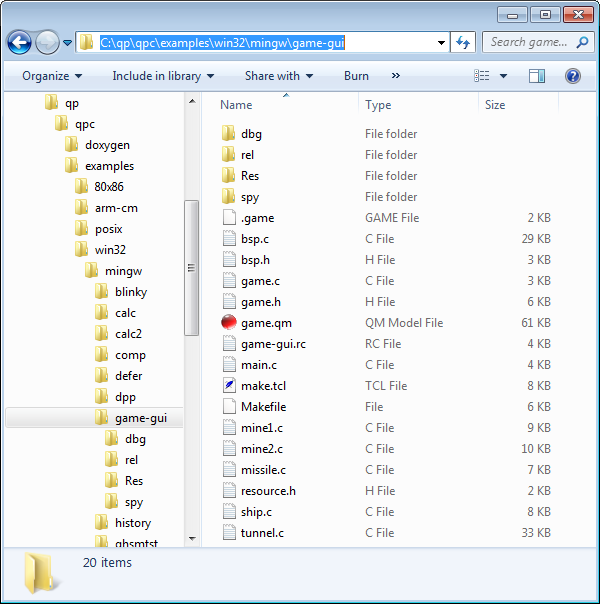 C:\qp\qpc\examples\win32\mingw\game-gui
Search game...
Organize Include in library Share with Burn »
qp
qpc
doxygen
examples
80x86
arm-cm
posix
win32
mingw
blinky
calc
calc2
comp
defer
dpp
game-gui
dbg
rel
Res
spy
history
qhsmtst
Name Type Size
dbg File folder
rel File folder
Res File folder
spy File folder
.game GAME File 2 KB
bsp.c C File 29 KB
bsp.h H File 3 KB
game.c C File 3 KB
game.h H File 6 KB
game.qm QM Model File 61 KB
game-gui.rc RC File 4 KB
main.c C File 4 KB
make.tcl TCL File 8 KB
Makefile File 6 KB
mine1.c C File 9 KB
mine2.c C File 10 KB
missile.c C File 7 KB
resource.h H File 2 KB
ship.c C File 8 KB
tunnel.c C File 33 KB
20 items